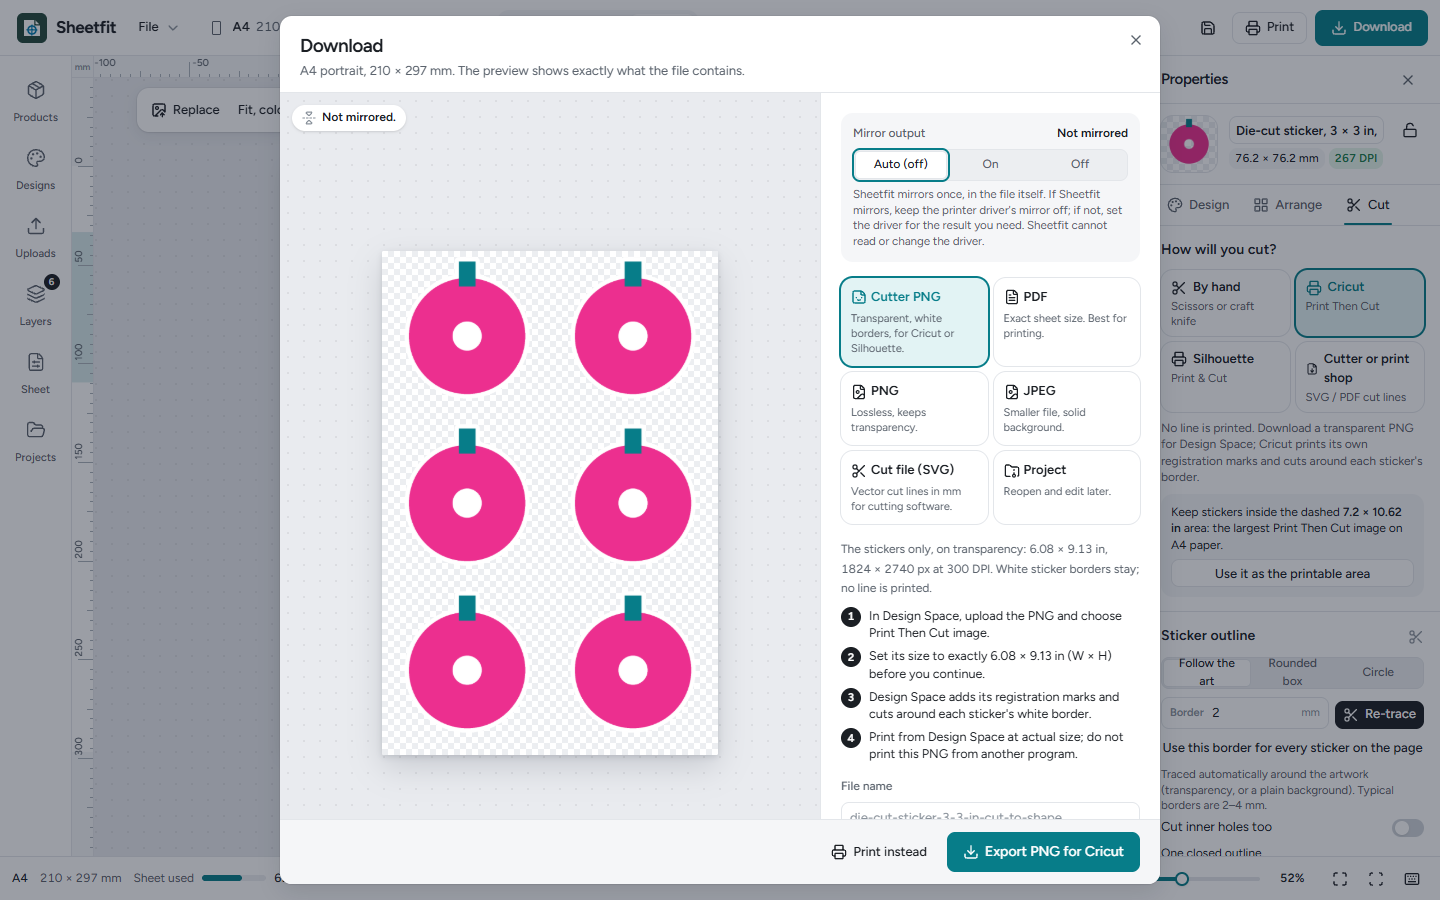 Sheetfit
File
A4 210
Print
Download
mm
-100
-50
0
50
100
150
200
250
300
Products
Designs
Uploads
6
Layers
Sheet
Projects
Replace
Download
A4 portrait, 210 × 297 mm. The preview shows exactly what the file contains.
Not mirrored.
Mirror output
Not mirrored
Auto (off)
On
Off
Sheetfit mirrors once, in the file itself. If Sheetfit
mirrors, keep the printer driver's mirror off; if not, set
the driver for the result you need. Sheetfit cannot
read or change the driver.
Cutter PNG
Transparent, white
borders, for Cricut or
Silhouette.
PDF
Exact sheet size. Best for
printing.
PNG
Lossless, keeps
transparency.
JPEG
Smaller file, solid
background.
Cut file (SVG)
Vector cut lines in mm
for cutting software.
Project
Reopen and edit later.
The stickers only, on transparency: 6.08 × 9.13 in,
1824 × 2740 px at 300 DPI. White sticker borders stay;
no line is printed.
1 In Design Space, upload the PNG and choose
Print Then Cut image.
2 Set its size to exactly 6.08 × 9.13 in (W × H)
before you continue.
3 Design Space adds its registration marks and
cuts around each sticker's white border.
4 Print from Design Space at actual size; do not
print this PNG from another program.
File name
die-cut-sticker-3-3-in-cut-to-shape
Print instead
Export PNG for Cricut
Properties
Die-cut sticker, 3 × 3 in,
76.2 × 76.2 mm
267 DPI
Design
Arrange
Cut
How will you cut?
By hand
Scissors or craft
knife
Cricut
Print Then Cut
Silhouette
Print & Cut
Cutter or print
shop
SVG / PDF cut lines
No line is printed. Download a transparent PNG
for Design Space; Cricut prints its own
registration marks and cuts around each sticker's
border.
Keep stickers inside the dashed 7.2 × 10.62
in area: the largest Print Then Cut image on
A4 paper.
Use it as the printable area
Sticker outline
Follow the
art
Rounded
box
Circle
Border 2 mm
Re-trace
Use this border for every sticker on the page
Traced automatically around the artwork
(transparency, or a plain background). Typical
borders are 2–4 mm.
Cut inner holes too
One closed outline
A4 210 × 297 mm Sheet used
52%